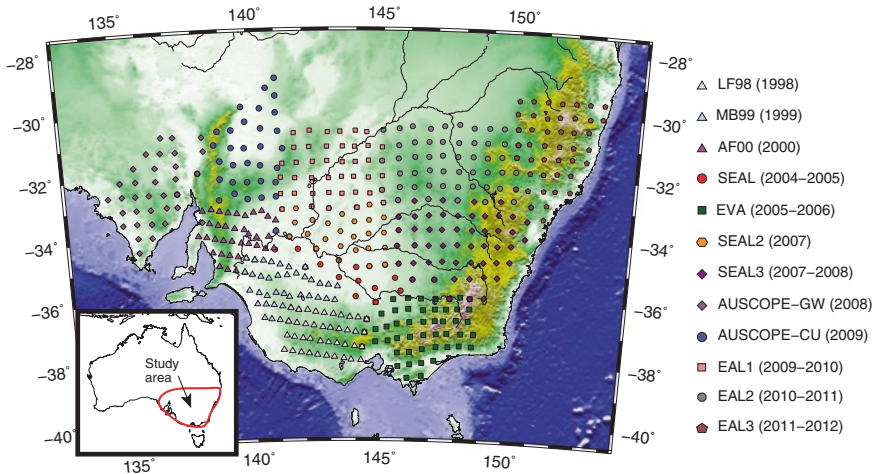 135˚ 140˚ 145˚ 150˚
−28˚ −28˚
−30˚ −30˚
−32˚ −32˚
−34˚ −34˚
−36˚ −36˚
−38˚ −38˚
−40˚ −40˚
135˚ 140˚ 145˚ 150˚
Study
area
LF98 (1998)
MB99 (1999)
AF00 (2000)
SEAL (2004−2005)
EVA (2005−2006)
SEAL2 (2007)
SEAL3 (2007−2008)
AUSCOPE−GW (2008)
AUSCOPE−CU (2009)
EAL1 (2009−2010)
EAL2 (2010−2011)
EAL3 (2011−2012)